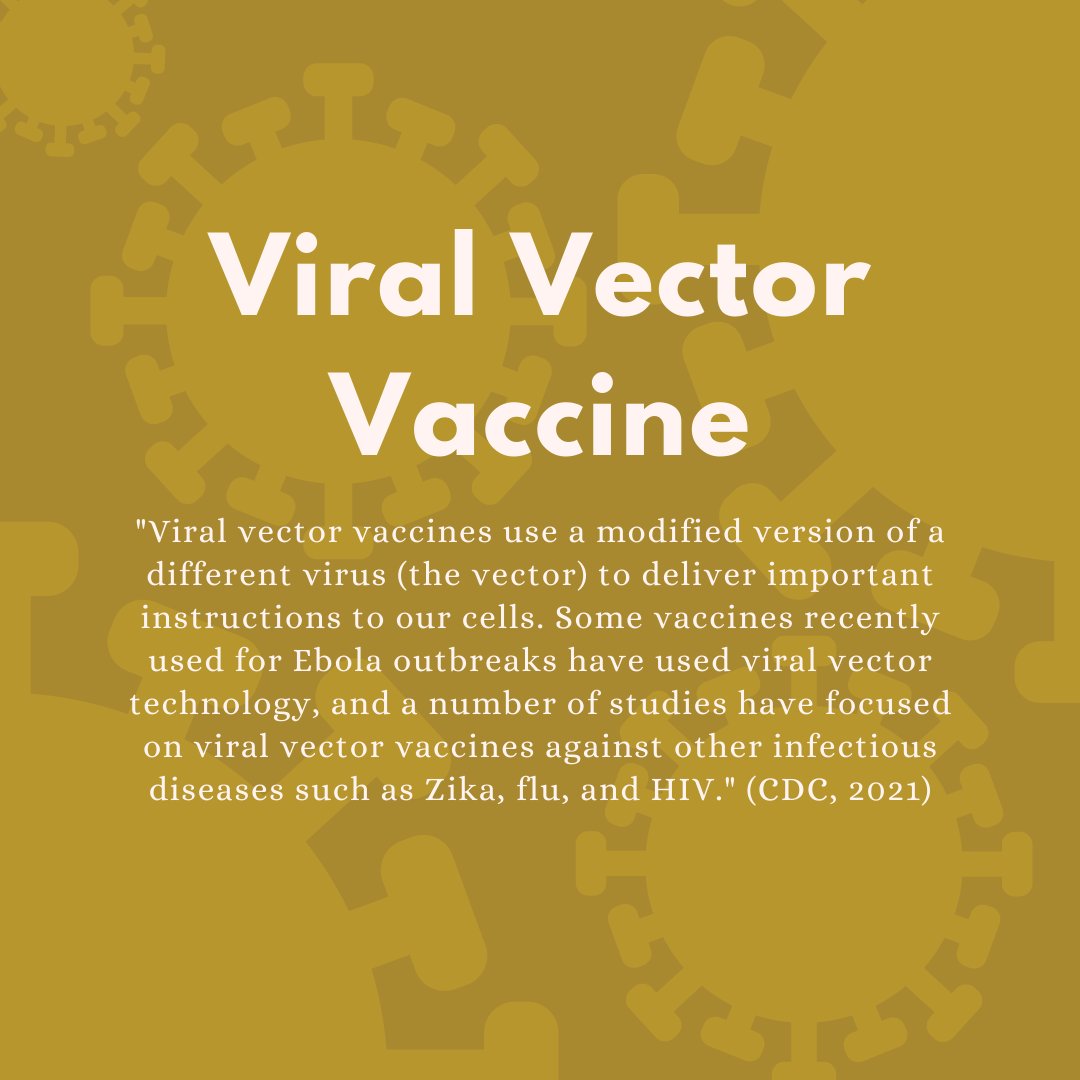 Viral Vector
Vaccine
"Viral vector vaccines use a modified version of a
different virus (the vector) to deliver important
instructions to our cells. Some vaccines recently
used for Ebola outbreaks have used viral vector
technology, and a number of studies have focused
on viral vector vaccines against other infectious
diseases such as Zika, flu, and HIV." (CDC, 2021)